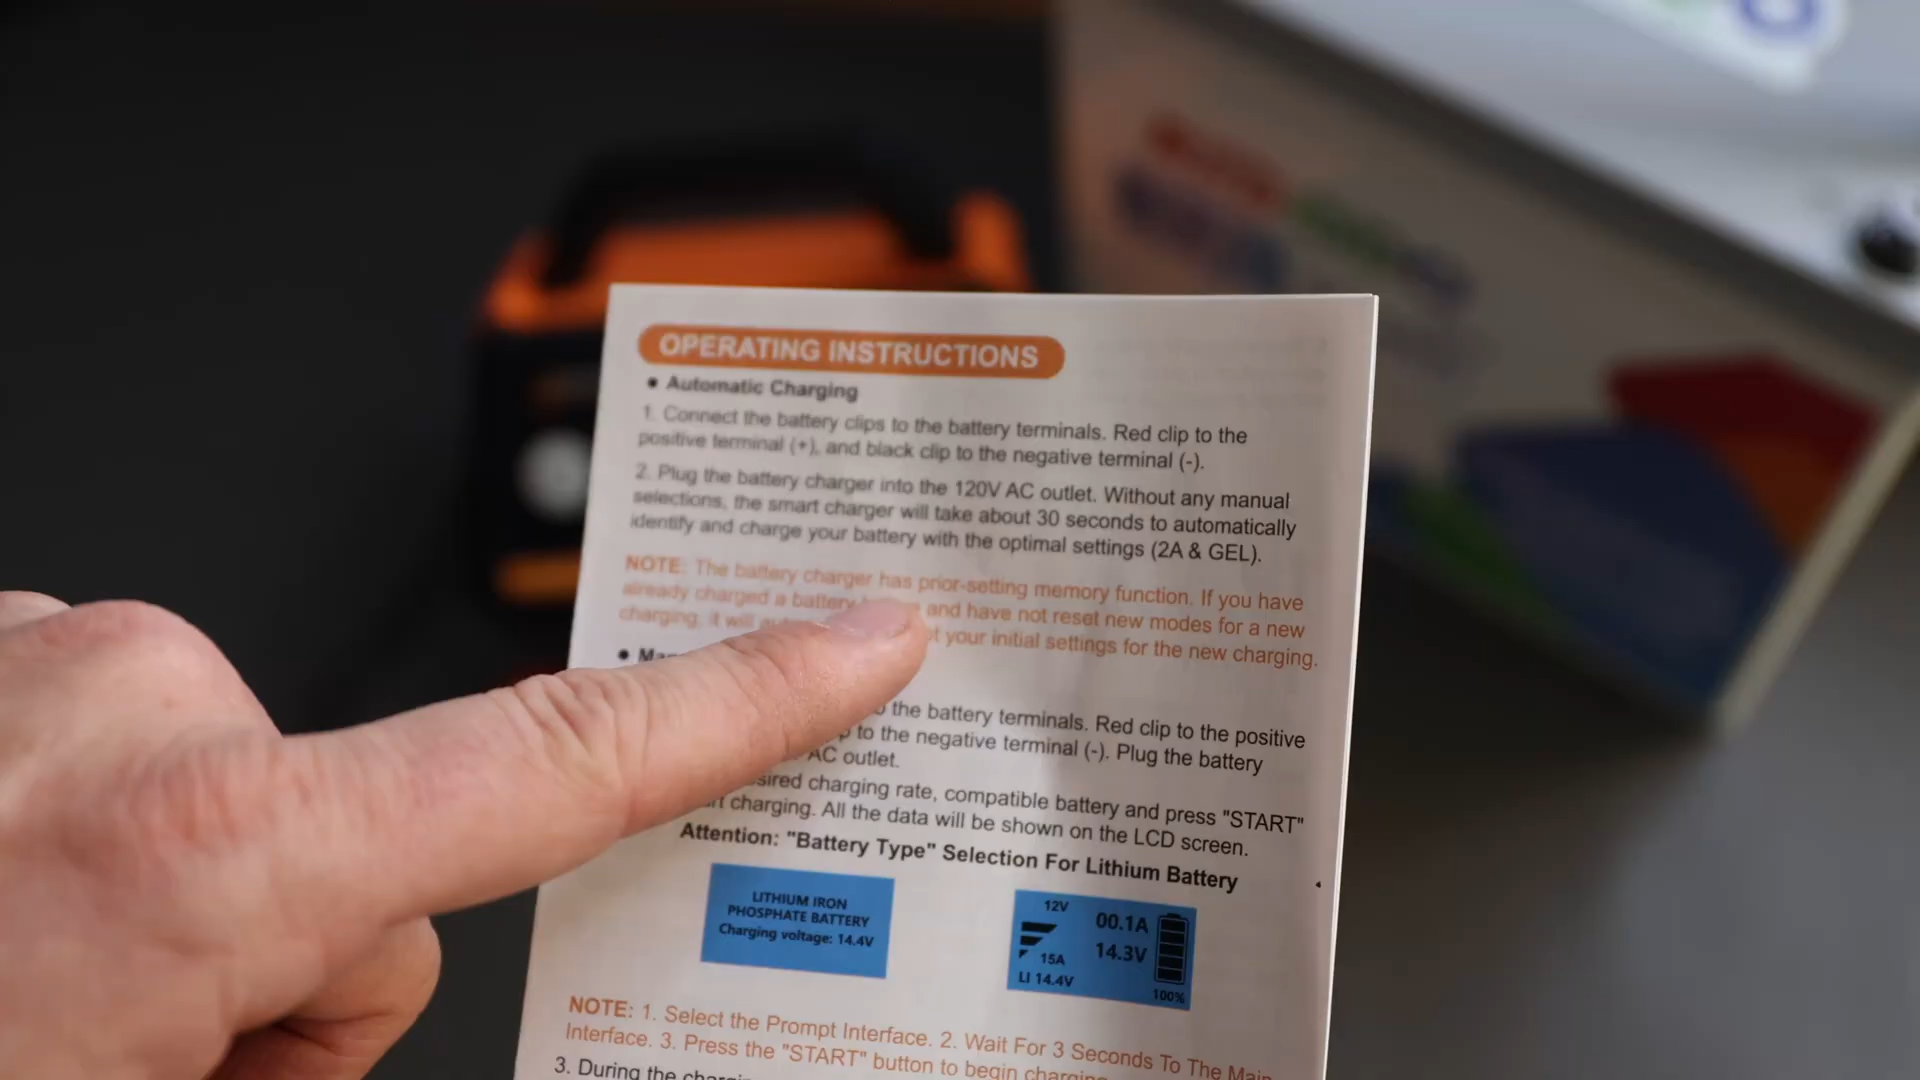 OPERATING INSTRUCTIONS
• Automatic Charging
1. Connect the battery clips to the battery terminals. Red clip to the
positive terminal (+), and black clip to the negative terminal (-).
2. Plug the battery charger into the 120V AC outlet. Without any manual
selections, the smart charger will take about 30 seconds to automatically
identify and charge your battery with the optimal settings (2A & GEL).
NOTE: The battery charger has prior-setting memory function. If you have
already charged a battery and have not reset new modes for a new
charging, it will your initial settings for the new charging.
•
the battery terminals. Red clip to the positive
to the negative terminal (-). Plug the battery
AC outlet.
charging rate, compatible battery and press "START"
charging. All the data will be shown on the LCD screen.
Attention: "Battery Type" Selection For Lithium Battery
LITHIUM IRON
PHOSPHATE BATTERY
Charging voltage: 14.4V
12V
00.1A
14.3V
15A
LI 14.4V
100%
NOTE: 1. Select the Prompt Interface. 2. Wait For 3 Seconds To The Main
Interface. 3. Press the "START" button to begin charging
3. During the